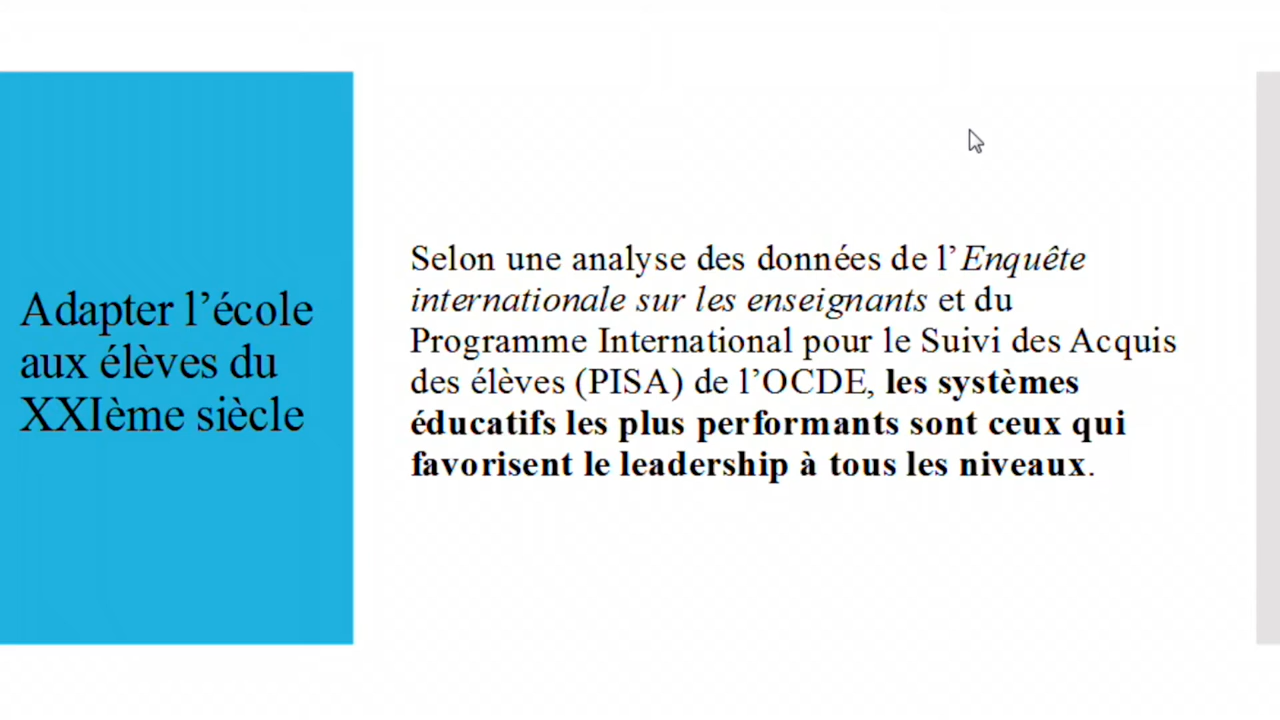 Adapter l’école
aux élèves du
XXIème siècle
Selon une analyse des données de l’Enquête
internationale sur les enseignants et du
Programme International pour le Suivi des Acquis
des élèves (PISA) de l’OCDE, les systèmes
éducatifs les plus performants sont ceux qui
favorisent le leadership à tous les niveaux.